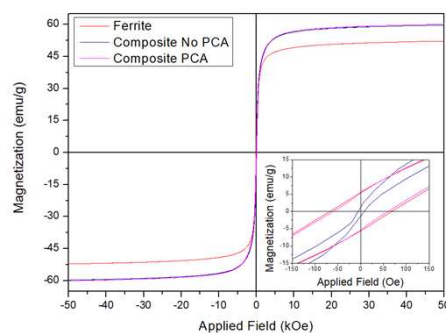 60
45
30
15
0
-15
-30
-45
-60
Magnetization (emu/g)
Ferrite
Composite No PCA
Composite PCA
15
10
5
0
-5
-10
-15
Magnetization (emu/g)
-150 -100 -50 0 50 100 150
Applied Field (Oe)
-50 -40 -30 -20 -10 0 10 20 30 40 50
Applied Field (kOe)